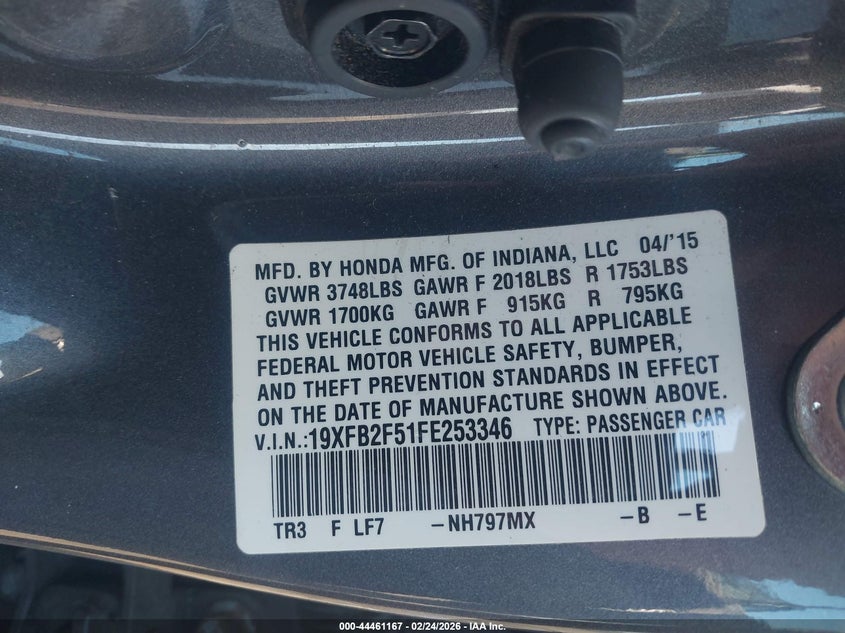 MFD. BY HONDA MFG. OF INDIANA, LLC 04/'15
GVWR 3748LBS GAWR F 2018LBS R 1753LBS
GVWR 1700KG GAWR F 915KG R 795KG
THIS VEHICLE CONFORMS TO ALL APPLICABLE
FEDERAL MOTOR VEHICLE SAFETY, BUMPER,
AND THEFT PREVENTION STANDARDS IN EFFECT
ON THE DATE OF MANUFACTURE SHOWN ABOVE.
V.I.N.:19XFB2F51FE253346 TYPE: PASSENGER CAR
TR3 F LF7 -NH797MX -B -E
000-44461167 - 02/24/2026 - IAA Inc.